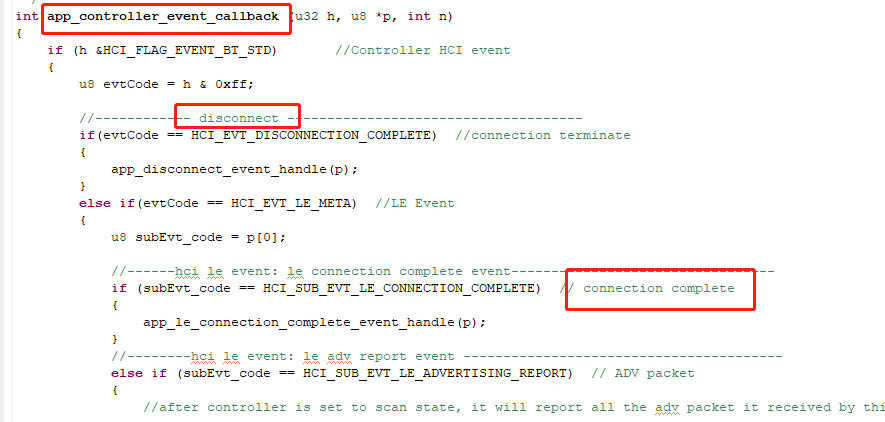 int app_controller_event_callback (u32 h, u8 *p, int n)
{
if (h &HCI_FLAG_EVENT_BT_STD) //Controller HCI event
{
u8 evtCode = h & 0xff;
//------------ disconnect -------------------------------------
if(evtCode == HCI_EVT_DISCONNECTION_COMPLETE) //connection terminate
{
app_disconnect_event_handle(p);
}
else if(evtCode == HCI_EVT_LE_META) //LE Event
{
u8 subEvt_code = p[0];
//------hci le event: le connection complete event---------------------------------
if (subEvt_code == HCI_SUB_EVT_LE_CONNECTION_COMPLETE) // connection complete
{
app_le_connection_complete_event_handle(p);
}
//--------hci le event: le adv report event ----------------------------------------
else if (subEvt_code == HCI_SUB_EVT_LE_ADVERTISING_REPORT) // ADV packet
{
//after controller is set to scan state, it will report all the adv packet it received by thi